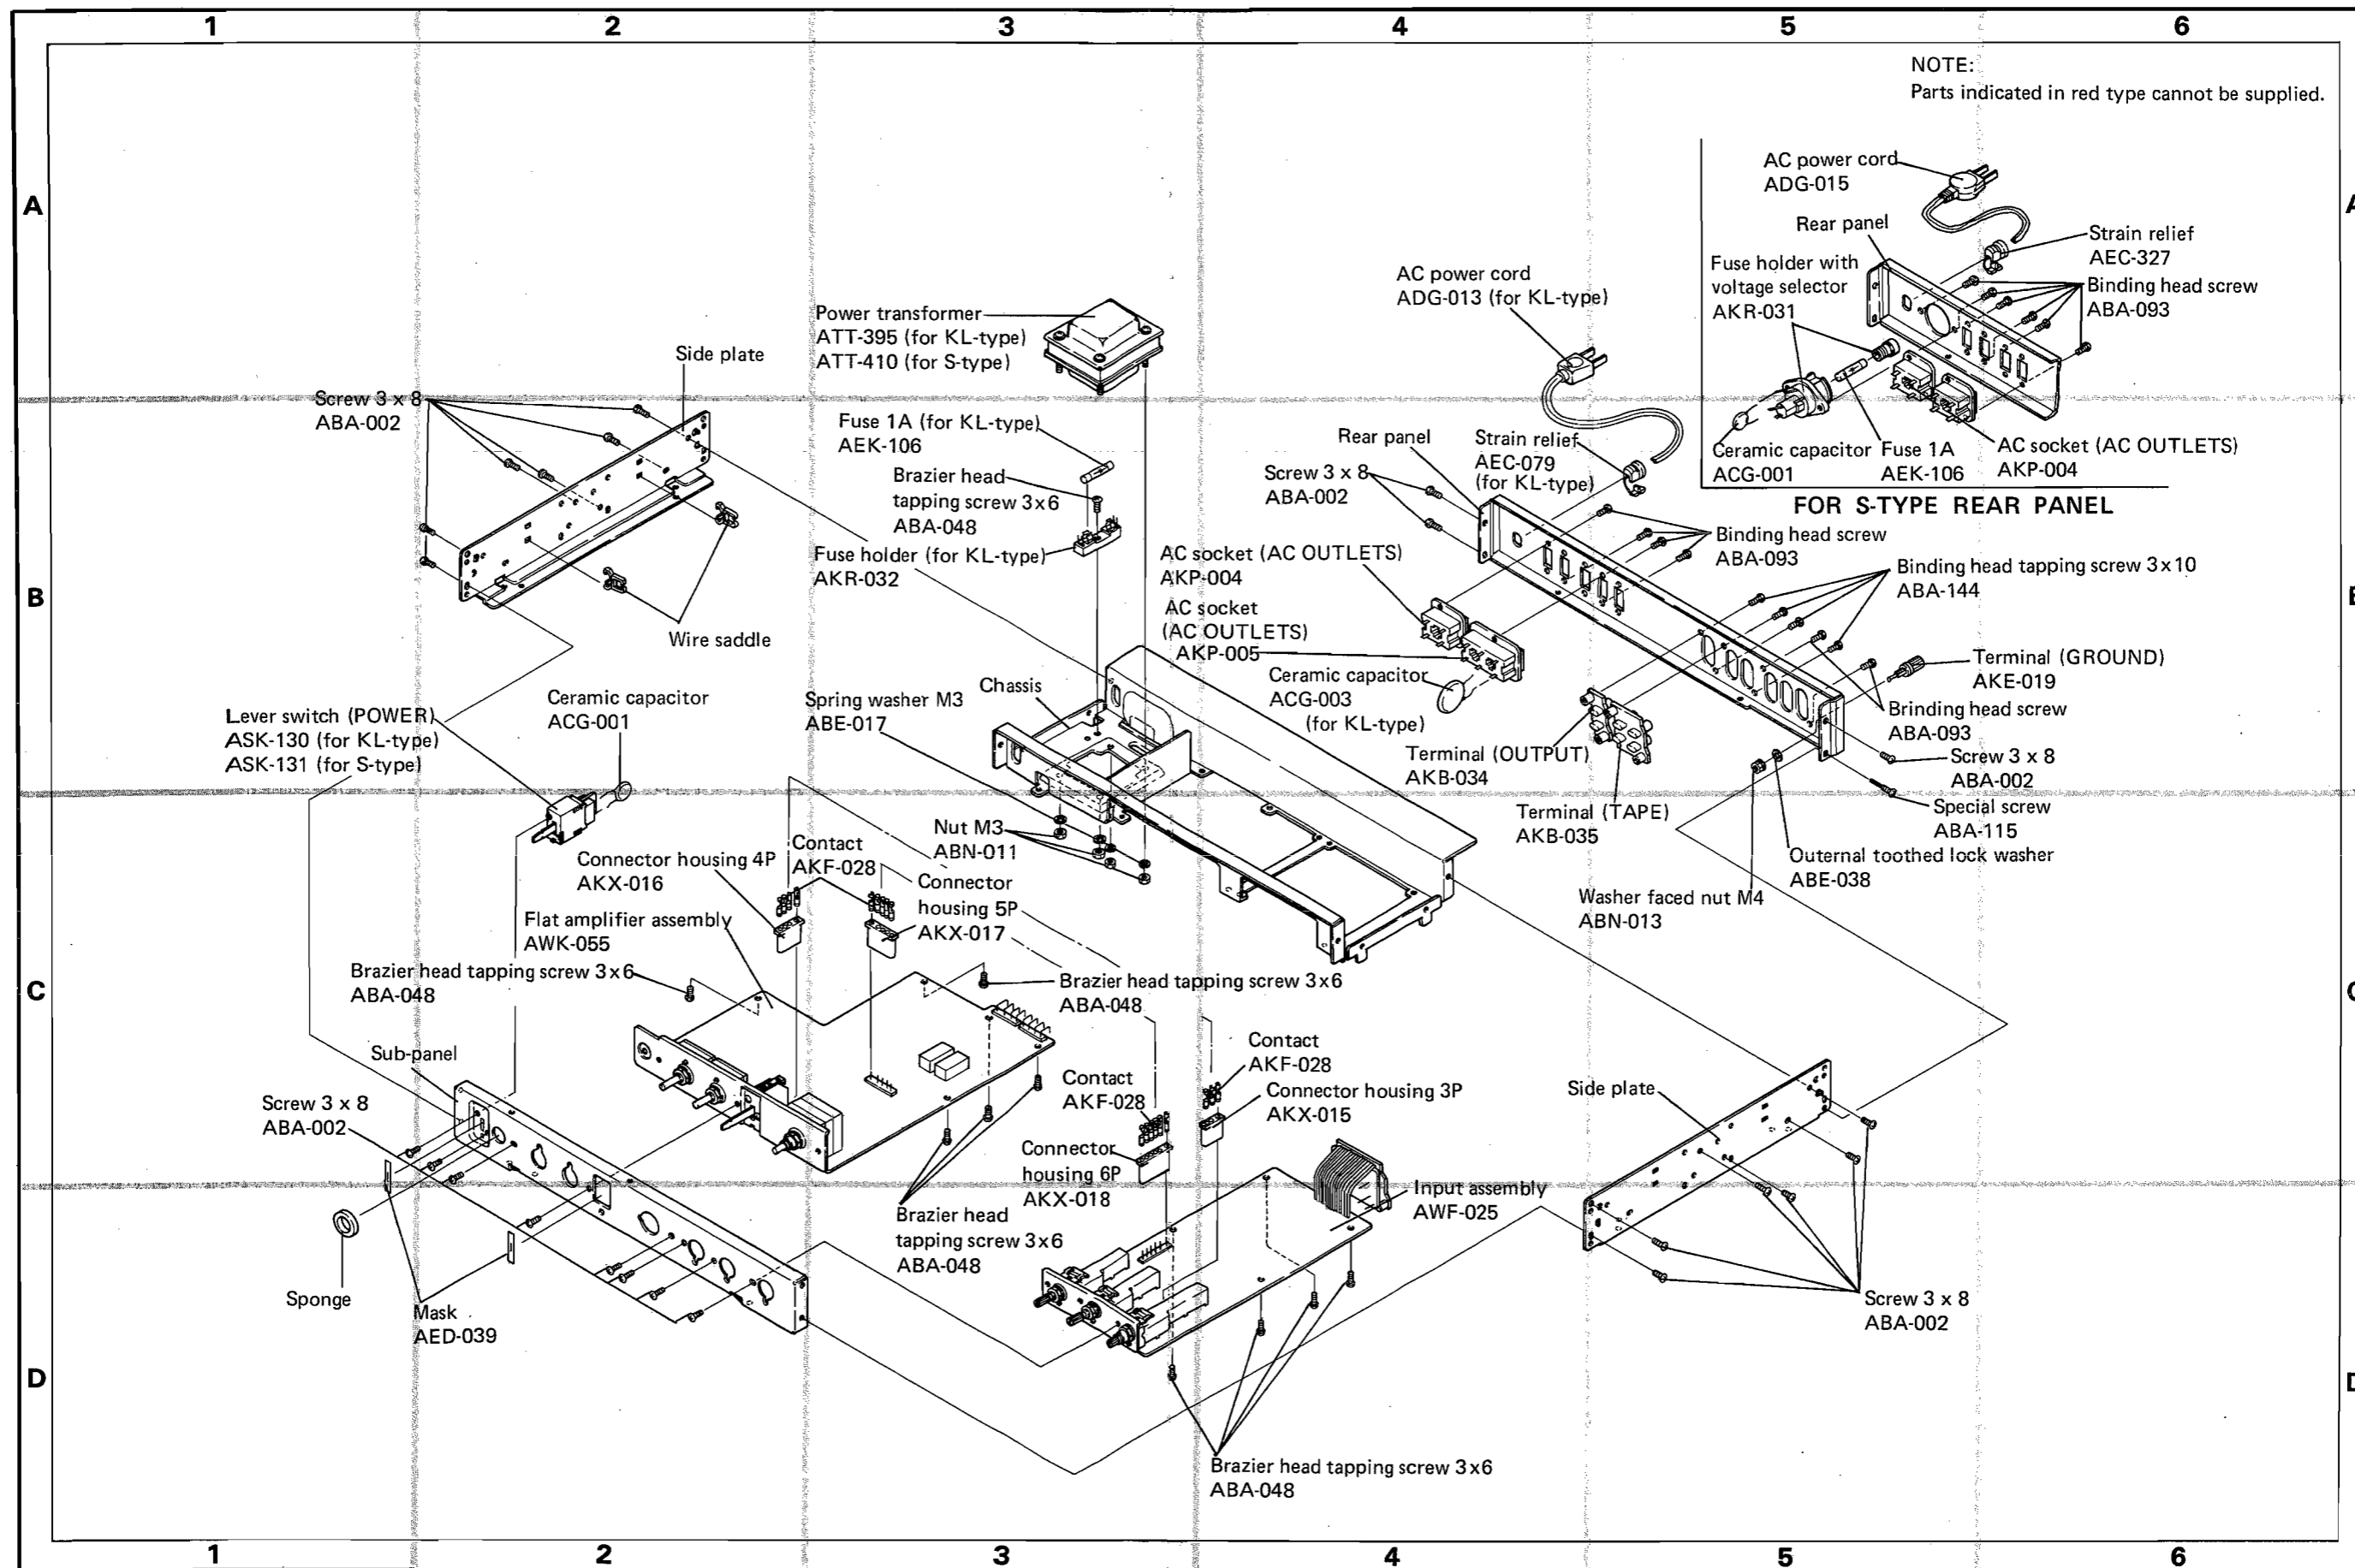 1 2 3 4 5 6
NOTE:
Parts indicated in red type cannot be supplied.
A
A
AC power cord
ADG-015
Rear panel
Strain relief
AEC-327
Fuse holder with
voltage selector
AKR-031
Binding head screw
ABA-093
Ceramic capacitor
ACG-001
Fuse 1A
AEK-106
AC socket (AC OUTLETS)
AKP-004
FOR S-TYPE REAR PANEL
AC power cord
ADG-013 (for KL-type)
Power transformer
ATT-395 (for KL-type)
ATT-410 (for S-type)
Side plate
Screw 3 x 8
ABA-002
Fuse 1A (for KL-type)
AEK-106
Brazier head
tapping screw 3x6
ABA-048
Fuse holder (for KL-type)
AKR-032
Rear panel
Strain relief
AEC-079
(for KL-type)
Screw 3 x 8
ABA-002
Binding head screw
ABA-093
AC socket (AC OUTLETS)
AKP-004
Binding head tapping screw 3x10
ABA-144
B
B
AC socket
(AC OUTLETS)
AKP-005
Wire saddle
Ceramic capacitor
ACG-003
(for KL-type)
Terminal (GROUND)
AKE-019
Brinding head screw
ABA-093
Lever switch (POWER)
ASK-130 (for KL-type)
ASK-131 (for S-type)
Ceramic capacitor
ACG-001
Spring washer M3
ABE-017
Chassis
Terminal (OUTPUT)
AKB-034
Screw 3 x 8
ABA-002
Special screw
ABA-115
Terminal (TAPE)
AKB-035
Nut M3
ABN-011
Contact
AKF-028
Connector housing 4P
AKX-016
Connector
housing 5P
AKX-017
Outernal toothed lock washer
ABE-038
Washer faced nut M4
ABN-013
Flat amplifier assembly
AWK-055
Brazier head tapping screw 3x6
ABA-048
C
C
Brazier head tapping screw 3x6
ABA-048
Sub-panel
Contact
AKF-028
Contact
AKF-028
Connector housing 3P
AKX-015
Side plate
Screw 3 x 8
ABA-002
Connector
housing 6P
AKX-018
Input assembly
AWF-025
Brazier head
tapping screw 3x6
ABA-048
Sponge
Mask
AED-039
Screw 3 x 8
ABA-002
D
D
Brazier head tapping screw 3x6
ABA-048
1 2 3 4 5 6